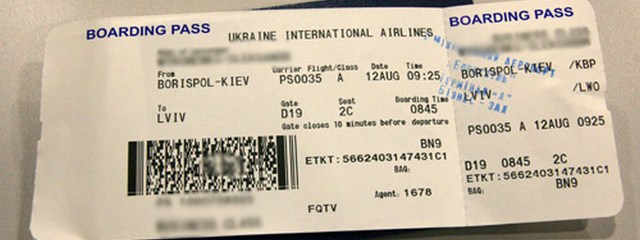 BOARDING PASS
UKRAINE INTERNATIONAL AIRLINES
From
BORISPOL-KIEV
Carrier Flight/Class Date Time
PS0035 A 12AUG 09:25
To
LVIV
Gate Seat Boarding Time
D19 2C 0845
Gate closes 10 minutes before departure
BN9
ETKT:5662403147431C1
BAG:
Agent: 1678
FQTV
BOARDING PASS
BORISPOL-KIEV /KBP
LVIV /LWO
БІЗНЕС - ЗАЛ
PS0035 A 12AUG 0925
D19 0845 2C
ETKT:5662403147431C1
BAG:
BN9